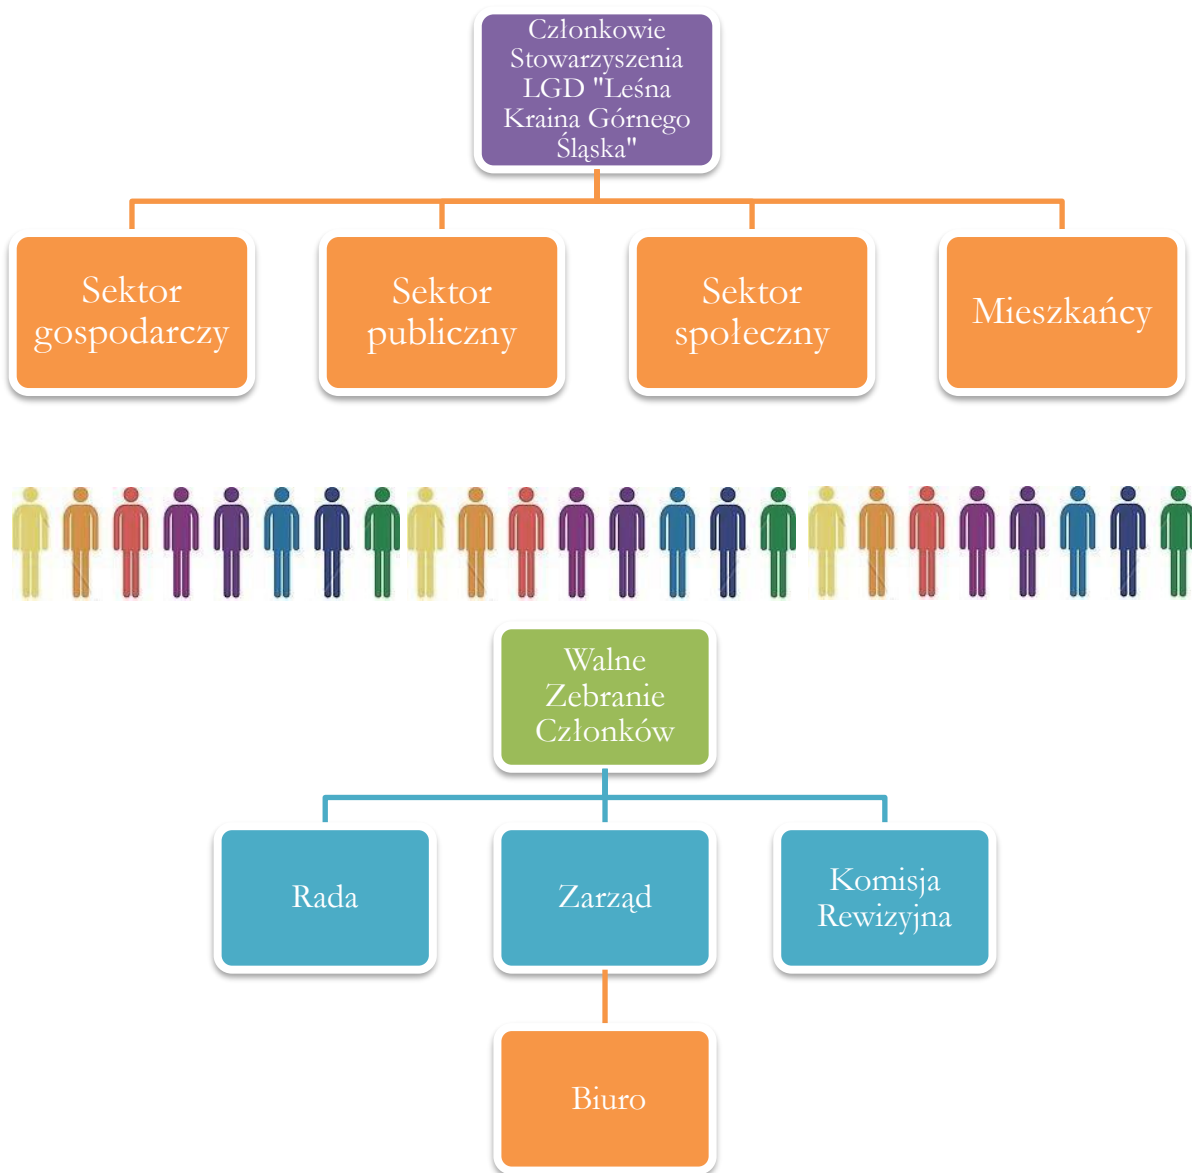 Członkowie
Stowarzyszenia
LGD "Leśna
Kraina Górnego
Śląska"
Sektor
gospodarczy
Sektor
publiczny
Sektor
społeczny
Mieszkańcy
Walne
Zebranie
Członków
Rada
Zarząd
Komisja
Rewizyjna
Biuro